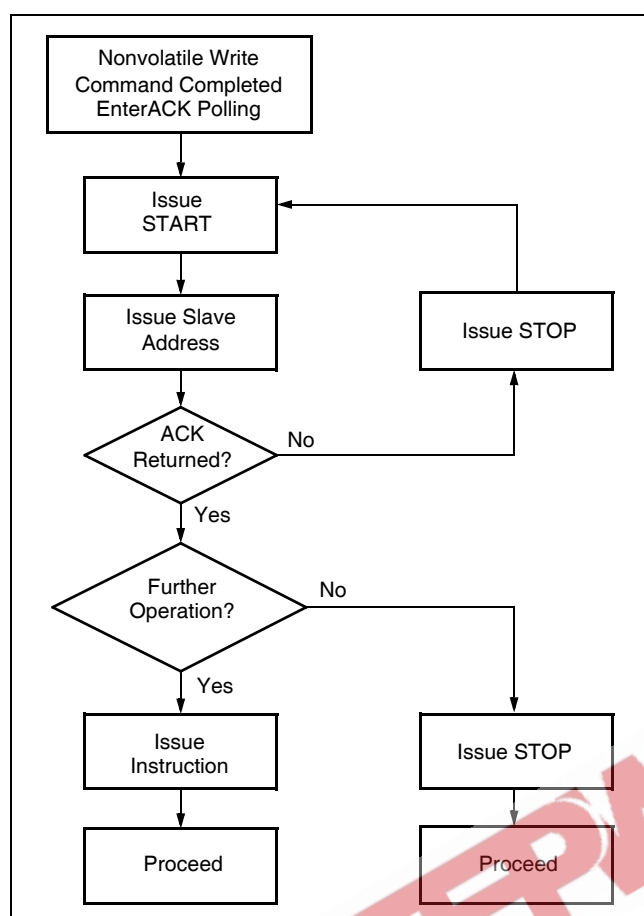 Nonvolatile Write
Command Completed
EnterACK Polling
Issue
START
Issue Slave
Address
Issue STOP
ACK
Returned?
No
Yes
Further
Operation?
No
Yes
Issue
Instruction
Issue STOP
Proceed
Proceed